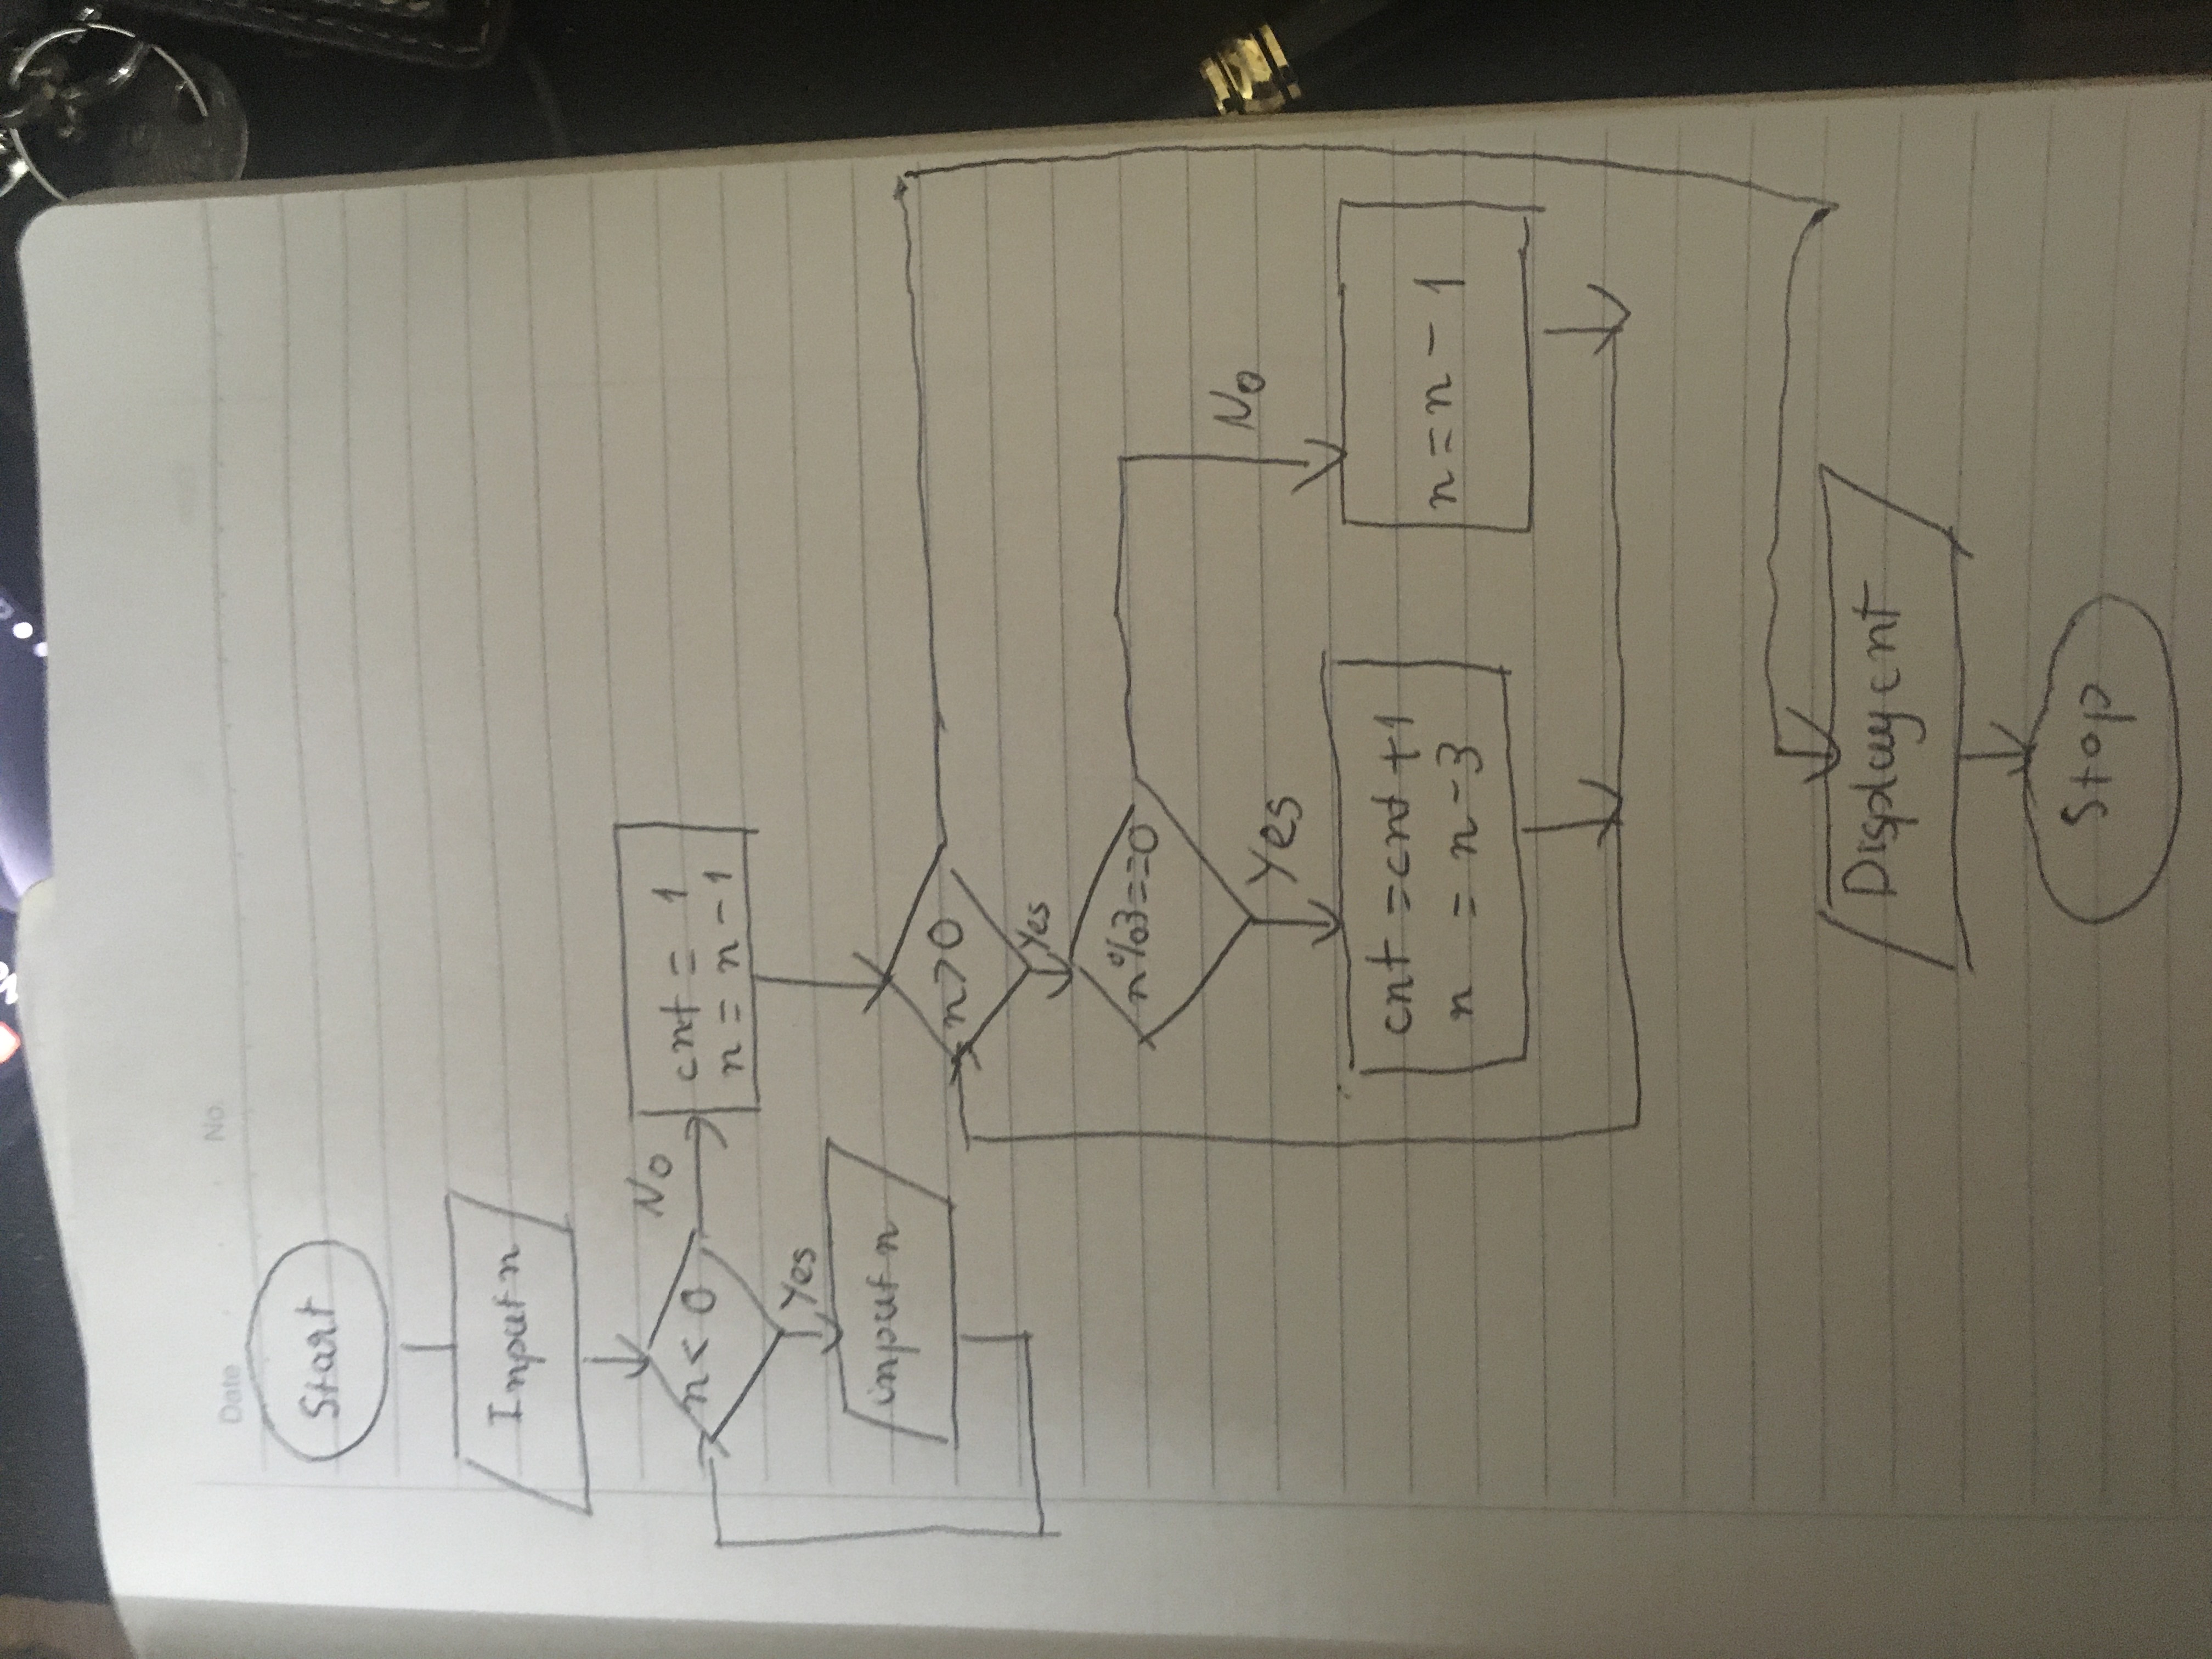 Date No
Start
Input n
n < 0
No
cnt = 1
n = n - 1
Yes
input n
n>0
Yes
n%3==0
No
Yes
cnt = cnt + 1
n = n - 3
n = n - 1
Display cnt
Stop